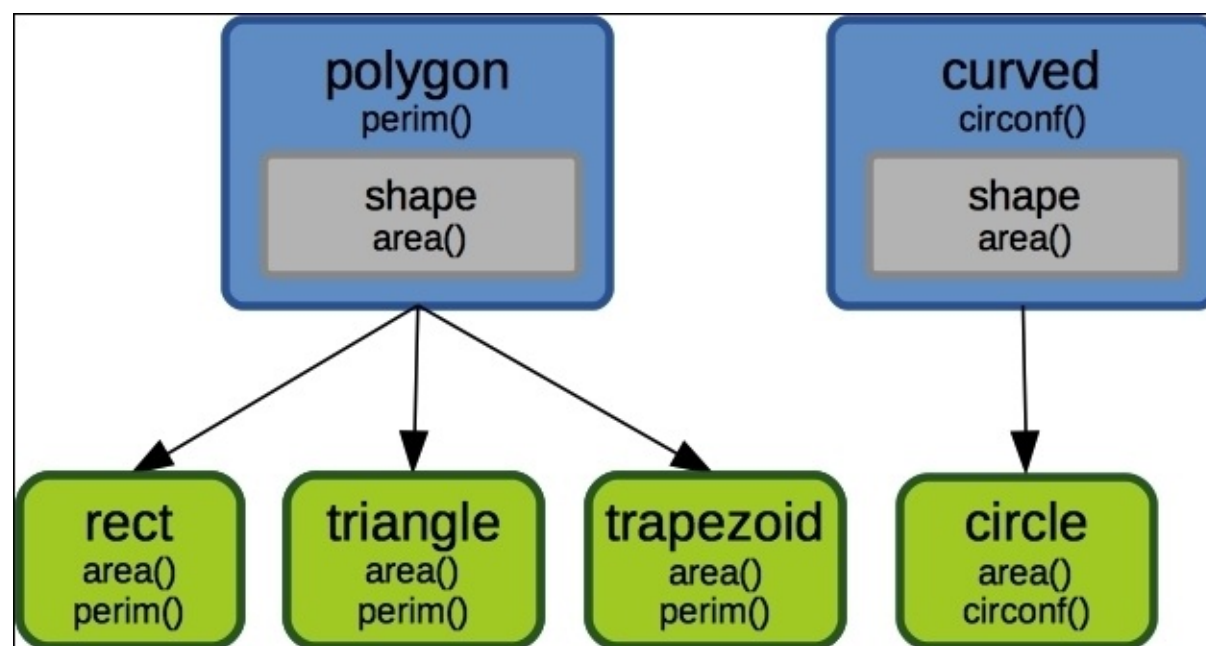 polygon
perim()
shape
area()
curved
circonf()
shape
area()
rect
area()
perim()
triangle
area()
perim()
trapezoid
area()
perim()
circle
area()
circonf()